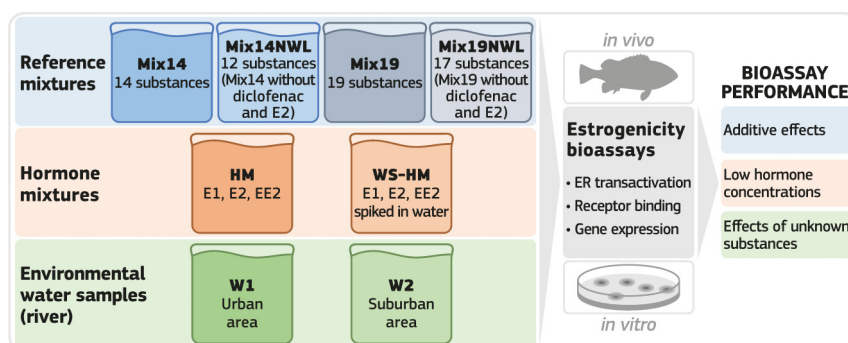 Reference
mixtures
Mix14
14 substances
Mix14NWL
12 substances
(Mix14 without
diclofenac
and E2)
Mix19
19 substances
Mix19NWL
17 substances
(Mix19 without
diclofenac
and E2)
Hormone
mixtures
HM
E1, E2, EE2
WS-HM
E1, E2, EE2
spiked in water
Environmental
water samples
(river)
W1
Urban
area
W2
Suburban
area
in vivo
Estrogenicity
bioassays
• ER transactivation
• Receptor binding
• Gene expression
in vitro
BIOASSAY
PERFORMANCE
Additive effects
Low hormone
concentrations
Effects of unknown
substances